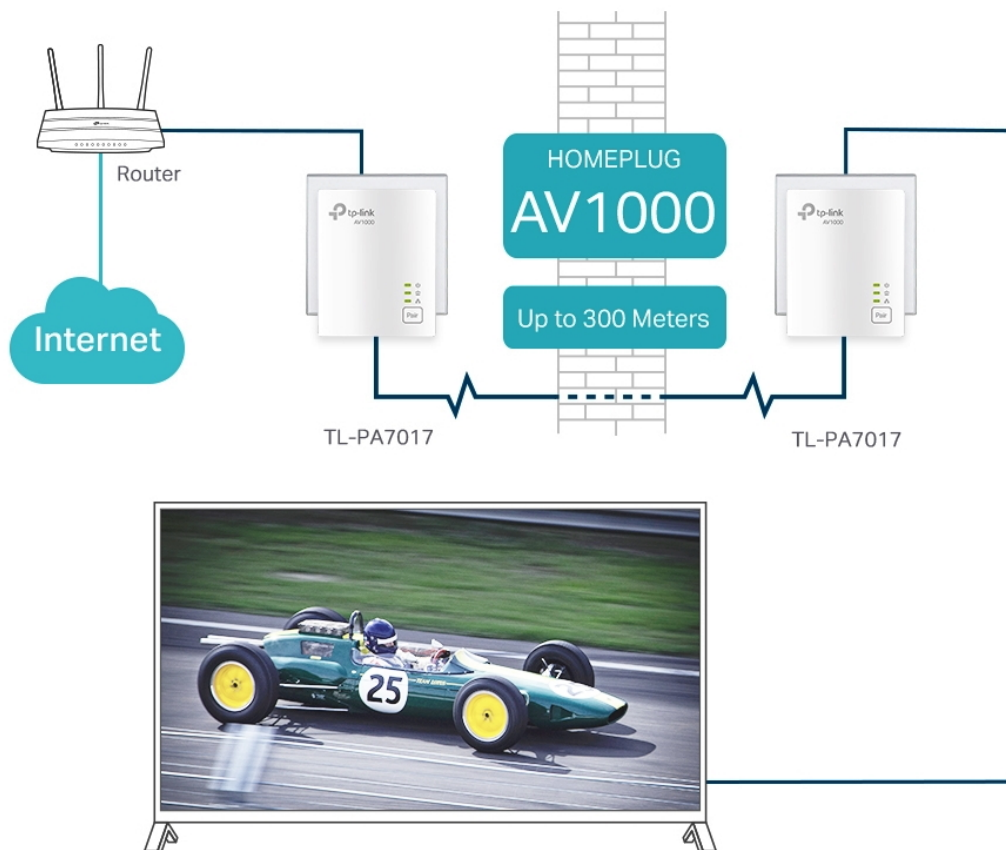 Router
Internet
tp-link
AV1000
Pair
TL-PA7017
HOMEPLUG
AV1000
Up to 300 Meters
tp-link
AV1000
Pair
TL-PA7017
25